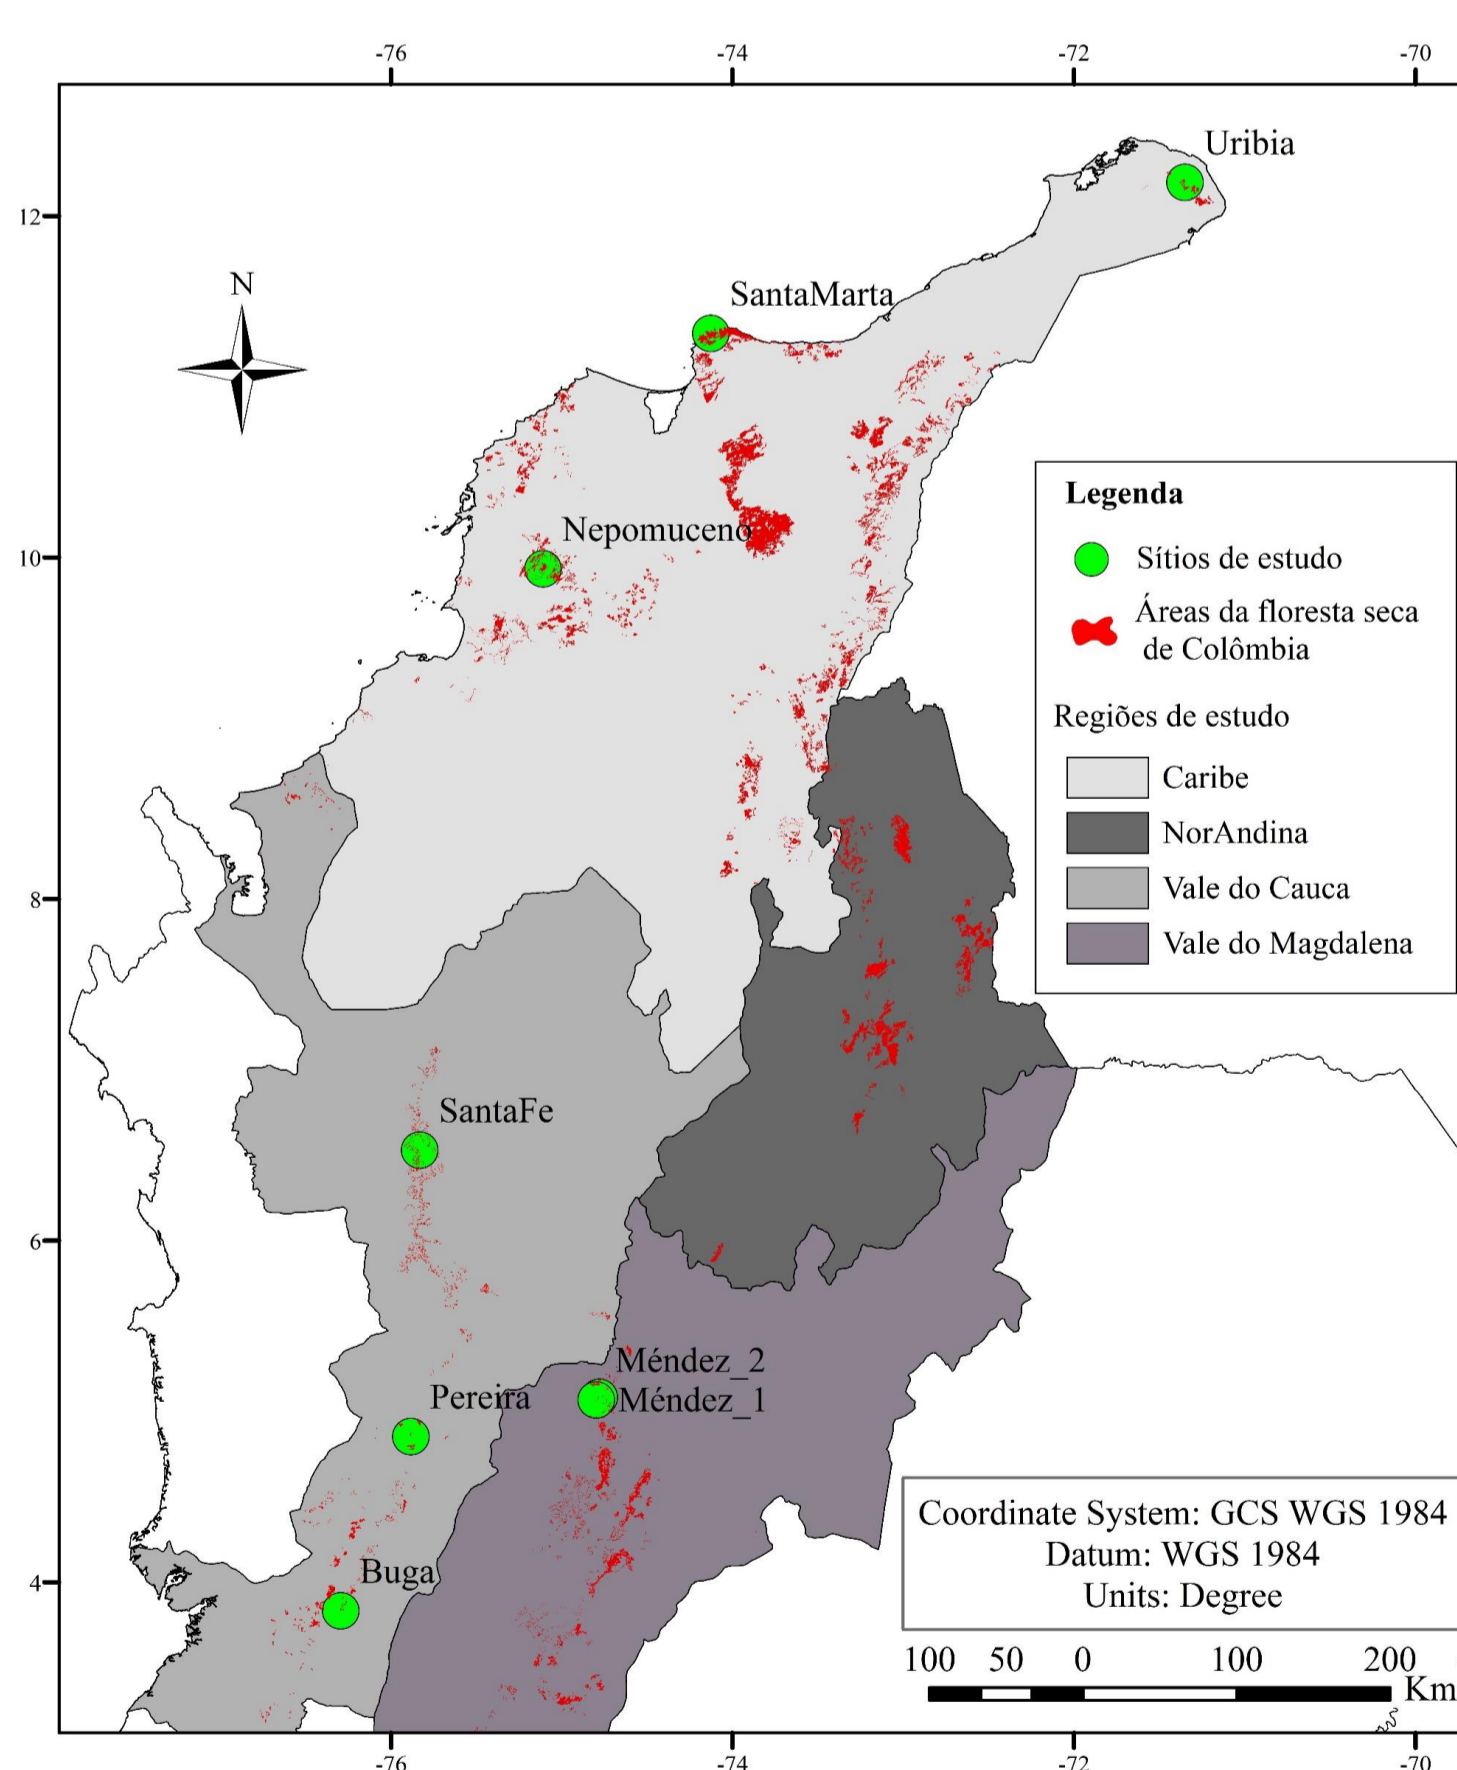 -76 -74 -72 -70
Uribia
12
SantaMarta
N
Legenda
Nepomuceno
10
Sítios de estudo
Áreas da floresta seca
de Colômbia
Regiões de estudo
Caribe
NorAndina
8
Vale do Cauca
Vale do Magdalena
SantaFe
6
Méndez_2
Pereira
Méndez_1
Coordinate System: GCS WGS 1984
Datum: WGS 1984
Units: Degree
Buga
4
100 50 0 100 200
Km
-76 -74 -72 -70